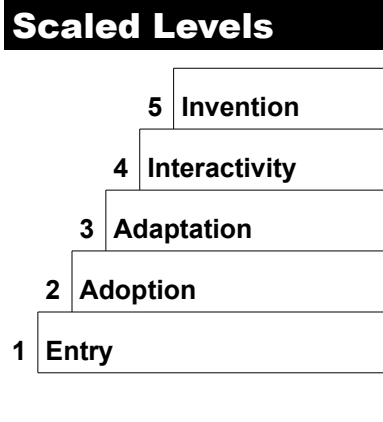 Scaled Levels
5 Invention
4 Interactivity
3 Adaptation
2 Adoption
1 Entry